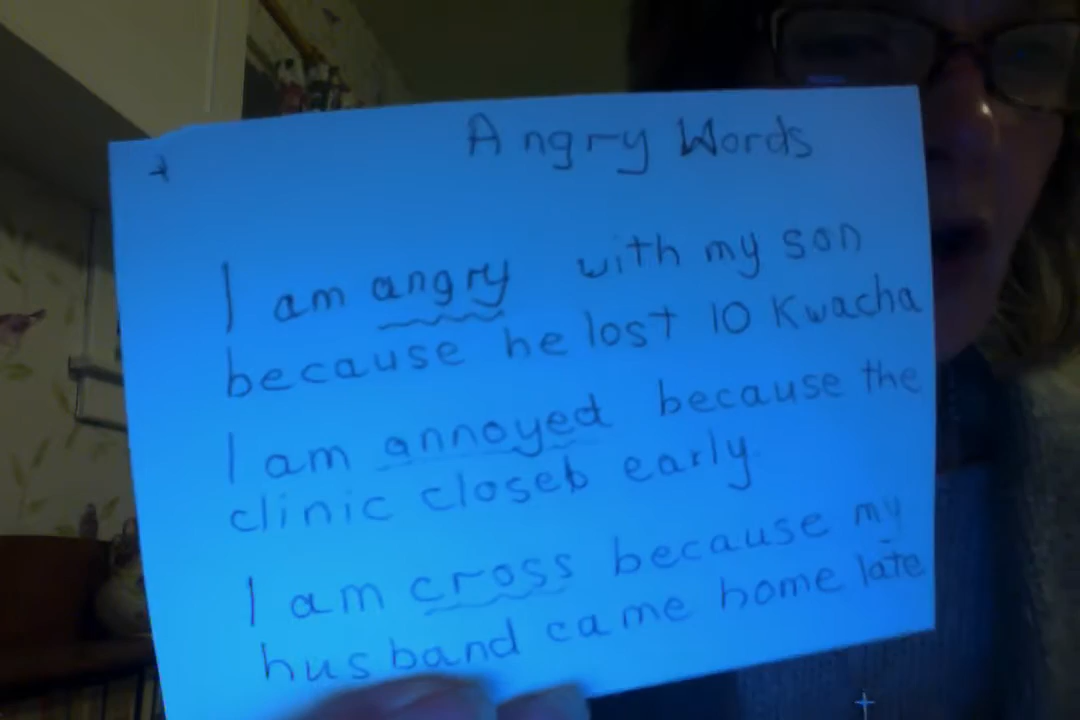 Angry Words
I am angry with my son
because he lost 10 Kwacha
I am annoyed because the
clinic closeb early.
I am cross because my
husband came home late